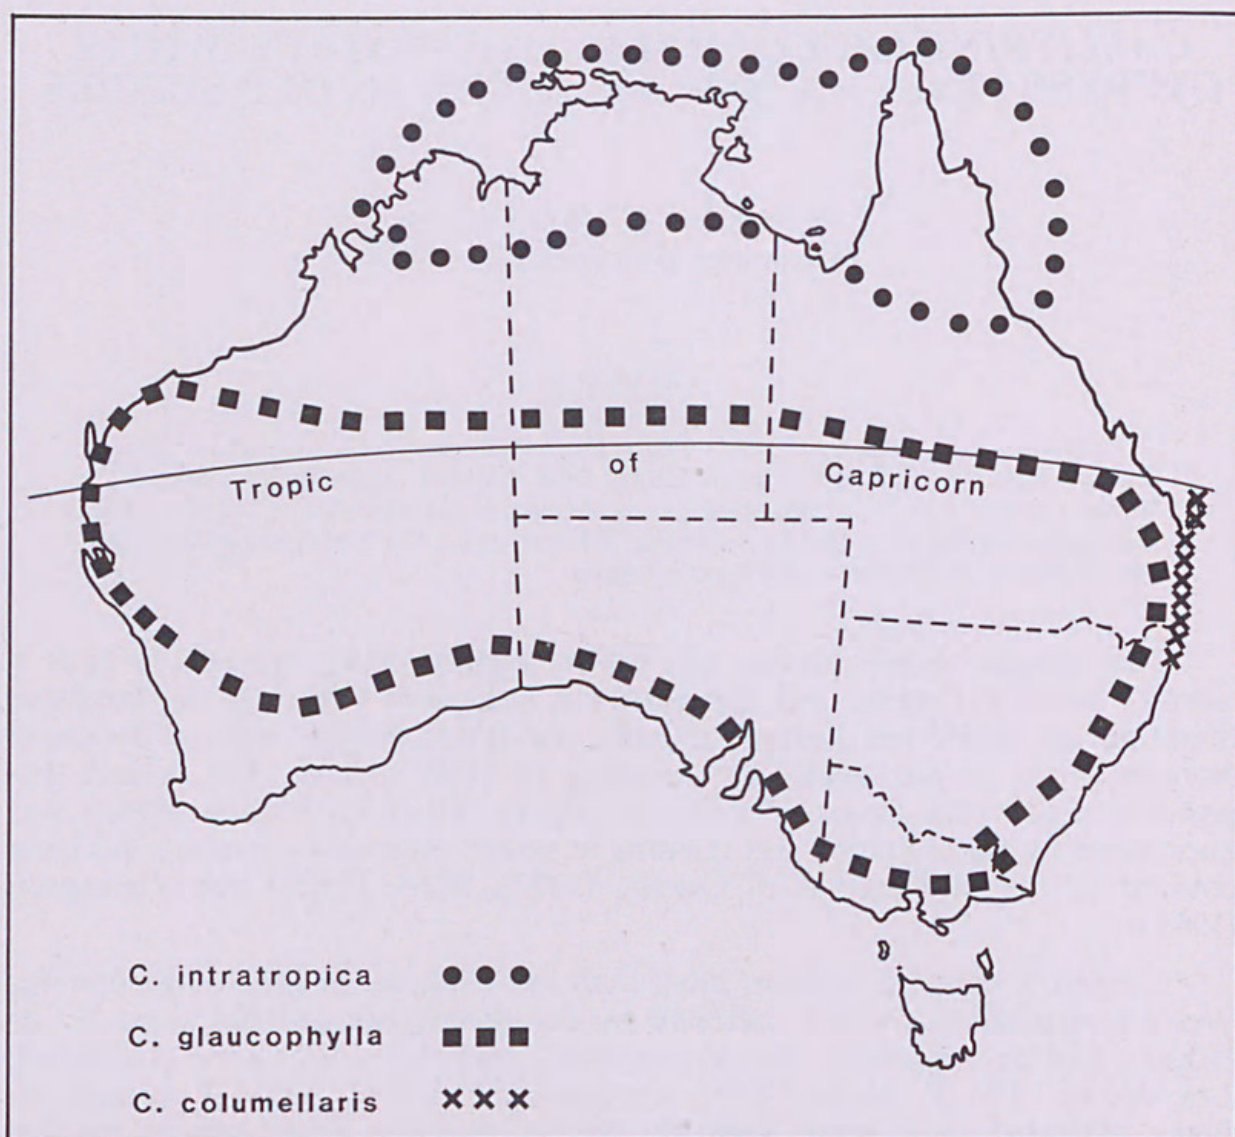 Tropic of Capricorn
C. intratropica
C. glaucophylla
C. columellaris